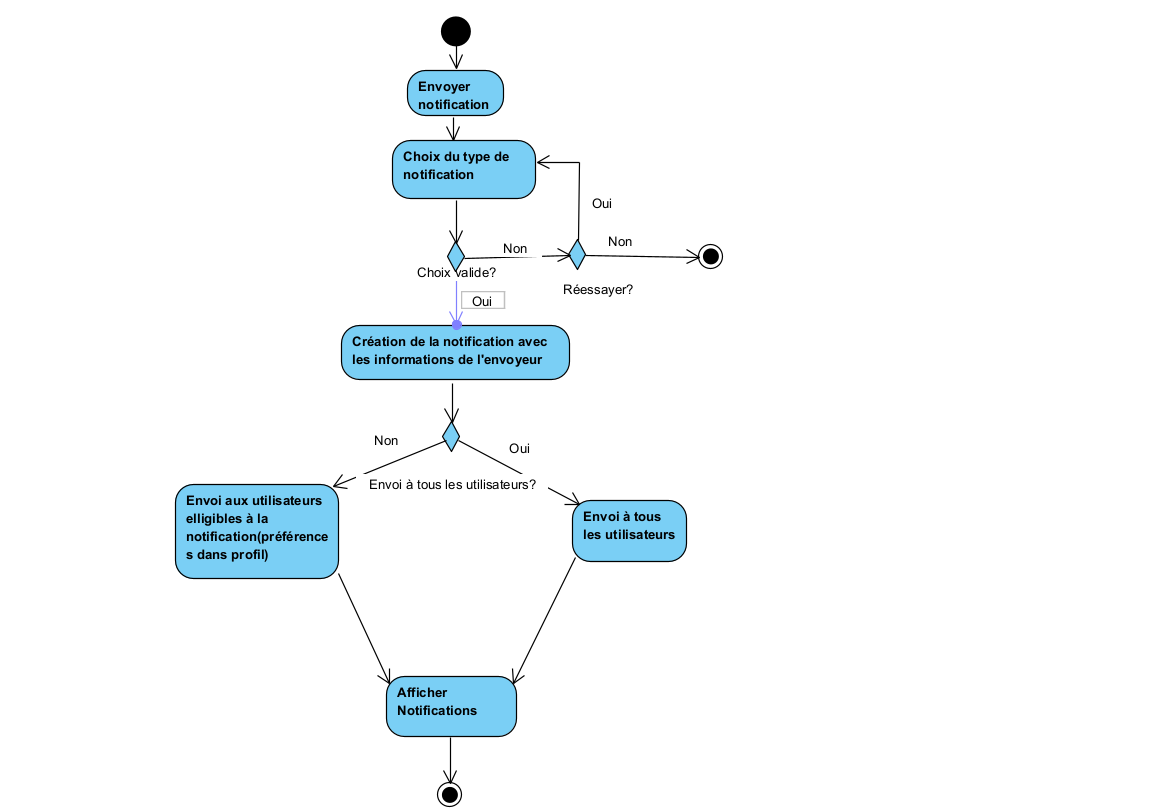 Envoyer
notification
Choix du type de
notification
Oui
Non
Non
Choix valide?
Réessayer?
Oui
Création de la notification avec
les informations de l'envoyeur
Non
Oui
Envoi à tous les utilisateurs?
Envoi aux utilisateurs
elligibles à la
notification(préférence
s dans profil)
Envoi à tous
les utilisateurs
Afficher
Notifications